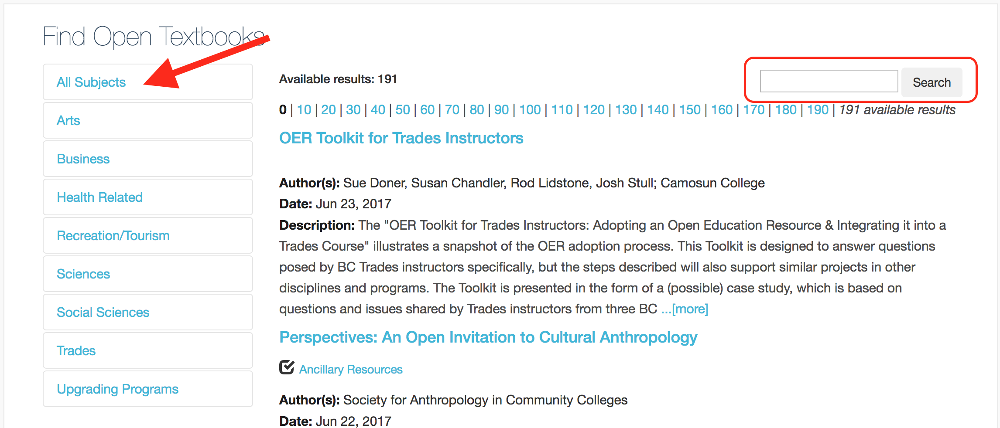 Find Open Textbooks
All Subjects
Arts
Business
Health Related
Recreation/Tourism
Sciences
Social Sciences
Trades
Upgrading Programs
Available results: 191
Search
0 | 10 | 20 | 30 | 40 | 50 | 60 | 70 | 80 | 90 | 100 | 110 | 120 | 130 | 140 | 150 | 160 | 170 | 180 | 190 | 191 available results
OER Toolkit for Trades Instructors
Author(s): Sue Doner, Susan Chandler, Rod Lidstone, Josh Stull; Camosun College
Date: Jun 23, 2017
Description: The "OER Toolkit for Trades Instructors: Adopting an Open Education Resource & Integrating it into a
Trades Course" illustrates a snapshot of the OER adoption process. This Toolkit is designed to answer questions
posed by BC Trades instructors specifically, but the steps described will also support similar projects in other
disciplines and programs. The Toolkit is presented in the form of a (possible) case study, which is based on
questions and issues shared by Trades instructors from three BC ...[more]
Perspectives: An Open Invitation to Cultural Anthropology
Ancillary Resources
Author(s): Society for Anthropology in Community Colleges
Date: Jun 22, 2017